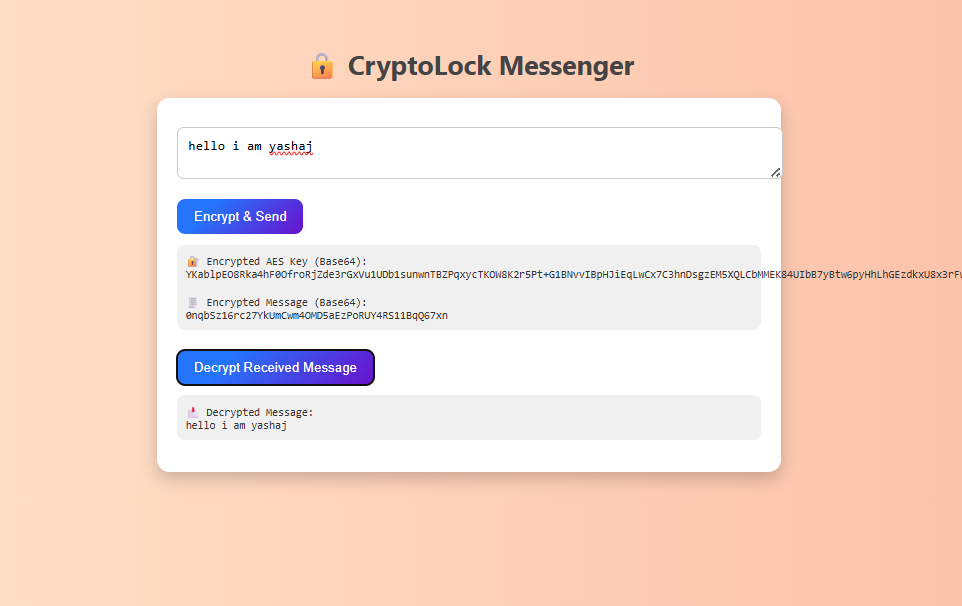 CryptoLock Messenger
hello i am yashaj
Encrypt & Send
Encrypted AES Key (Base64):
YKablpEO8Rka4hF0OfroRjZde3rGXVu1UDb1sunwnTBZPqxycTKOW8K2r5Pt+G1BNvvIBpHJiEqLwCx7C3hnDsgzEM5XQLCbMMEK84UIbB7yBtw6pyHhLhGEzdkxU8x3rFw
Encrypted Message (Base64):
0nqbSz16rc27YkUmCwm4OMD5aEzPoRUY4RS11BqQ67xn
Decrypt Received Message
Decrypted Message:
hello i am yashaj